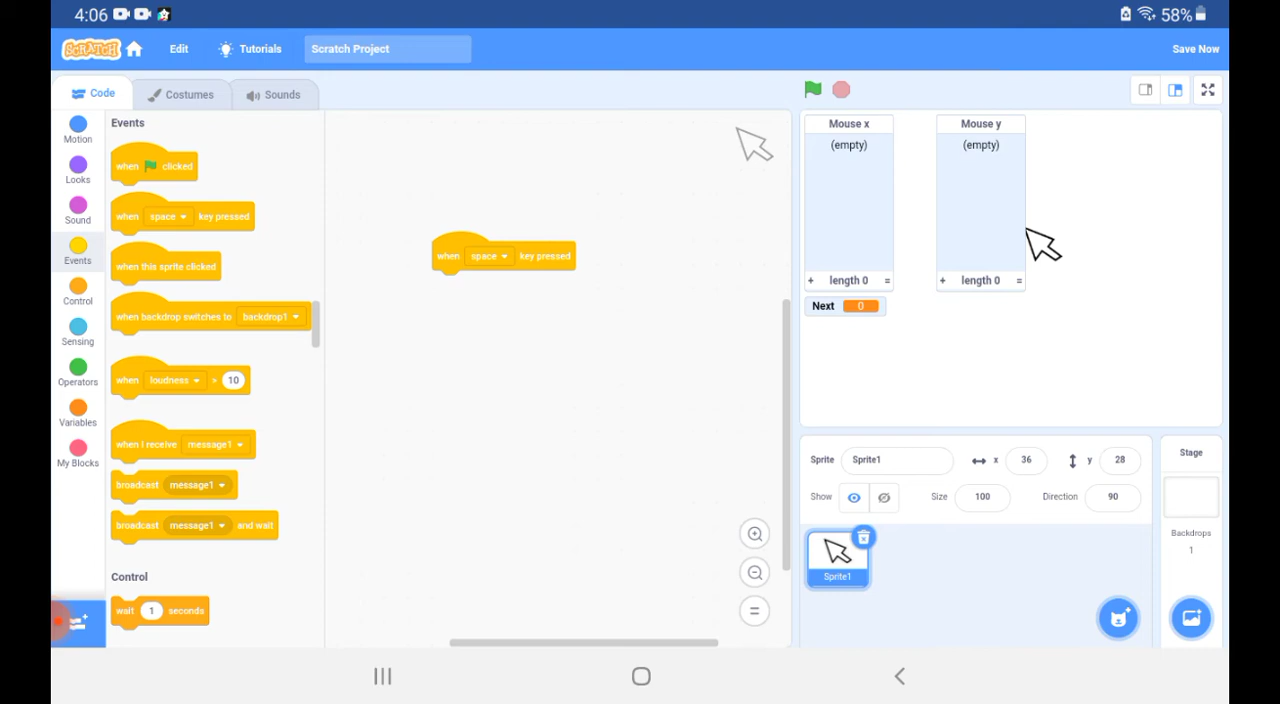 4:06 58%
SCRATCH Edit Tutorials Scratch Project Save Now
Code Costumes Sounds
Motion
Looks
Sound
Events
Control
Sensing
Operators
Variables
My Blocks
Events
when clicked
when space key pressed
when this sprite clicked
when backdrop switches to backdrop1
when loudness > 10
when I receive message1
broadcast message1
broadcast message1 and wait
Control
wait 1 seconds
when space key pressed
Mouse x
(empty)
+ length 0 =
Mouse y
(empty)
+ length 0 =
Next 0
Sprite Sprite1 x 36 y 28
Show Size 100 Direction 90
Sprite1
Stage
Backdrops
1